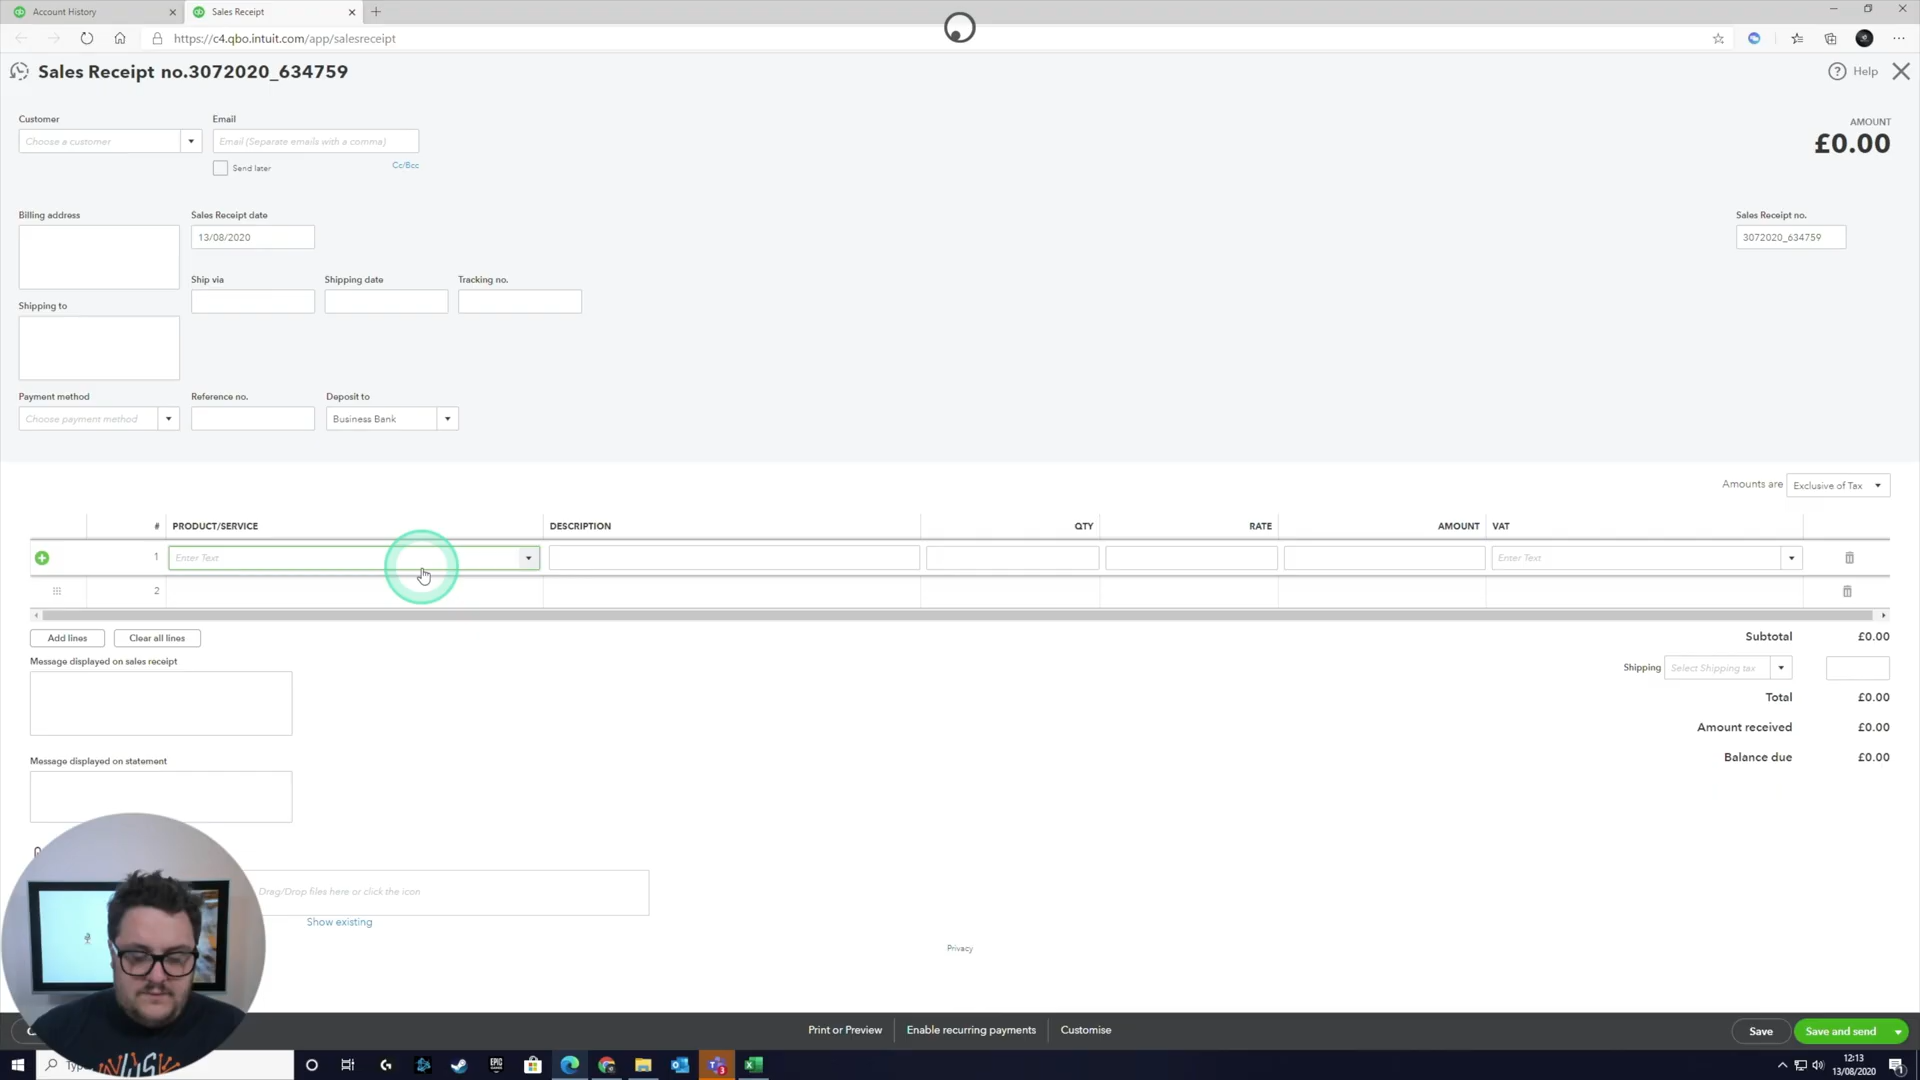 Account History
Sales Receipt
https://c4.qbo.intuit.com/app/salesreceipt
Sales Receipt no.3072020_634759
Help
Customer
Email
AMOUNT
Choose a customer
Email (Separate emails with a comma)
£0.00
Send later
Cc/Bcc
Billing address
Sales Receipt date
Sales Receipt no.
13/08/2020
3072020_634759
Ship via
Shipping date
Tracking no.
Shipping to
Payment method
Reference no.
Deposit to
Choose payment method
Business Bank
Amounts are
Exclusive of Tax
# PRODUCT/SERVICE DESCRIPTION QTY RATE AMOUNT VAT
1 Enter Text Enter Text
2
Add lines
Clear all lines
Subtotal £0.00
Message displayed on sales receipt
Shipping Select Shipping tax
Total £0.00
Amount received £0.00
Balance due £0.00
Message displayed on statement
Drag/Drop files here or click the icon
Show existing
Privacy
Print or Preview
Enable recurring payments
Customise
Save
Save and send
EPIC
GAMES
3
12:13
13/08/2020
1